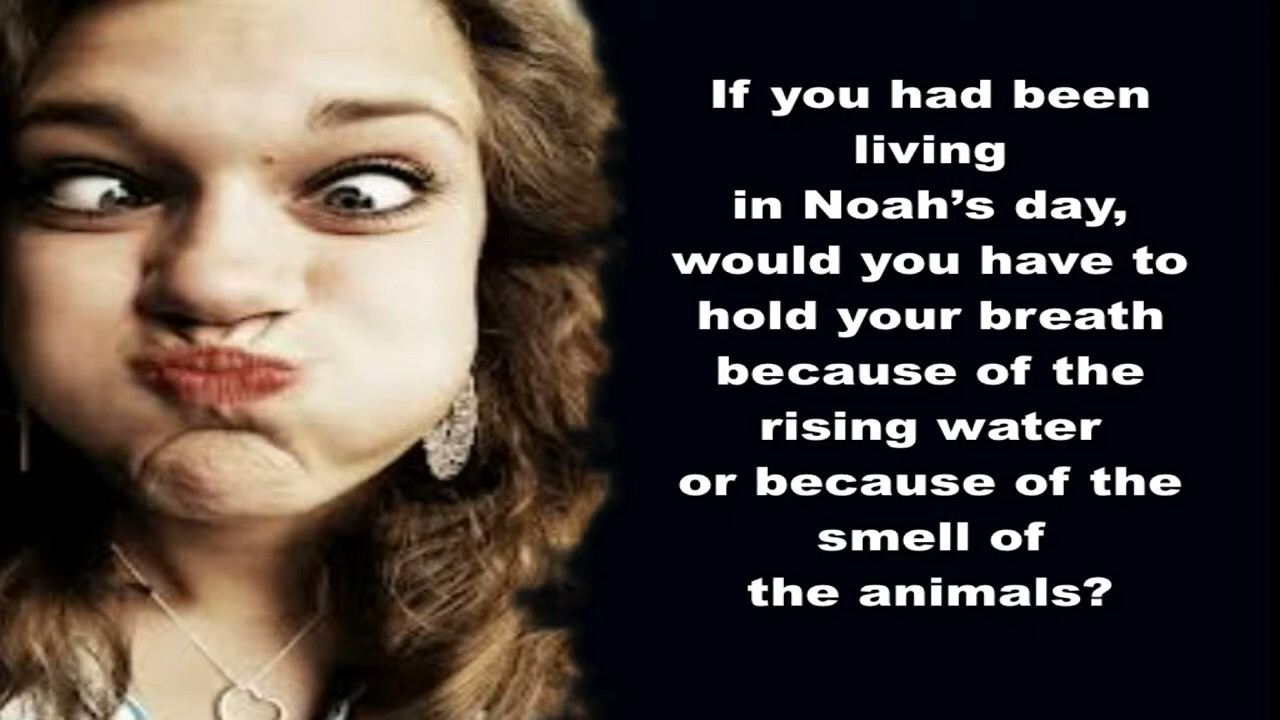 If you had been
living
in Noah’s day,
would you have to
hold your breath
because of the
rising water
or because of the
smell of
the animals?